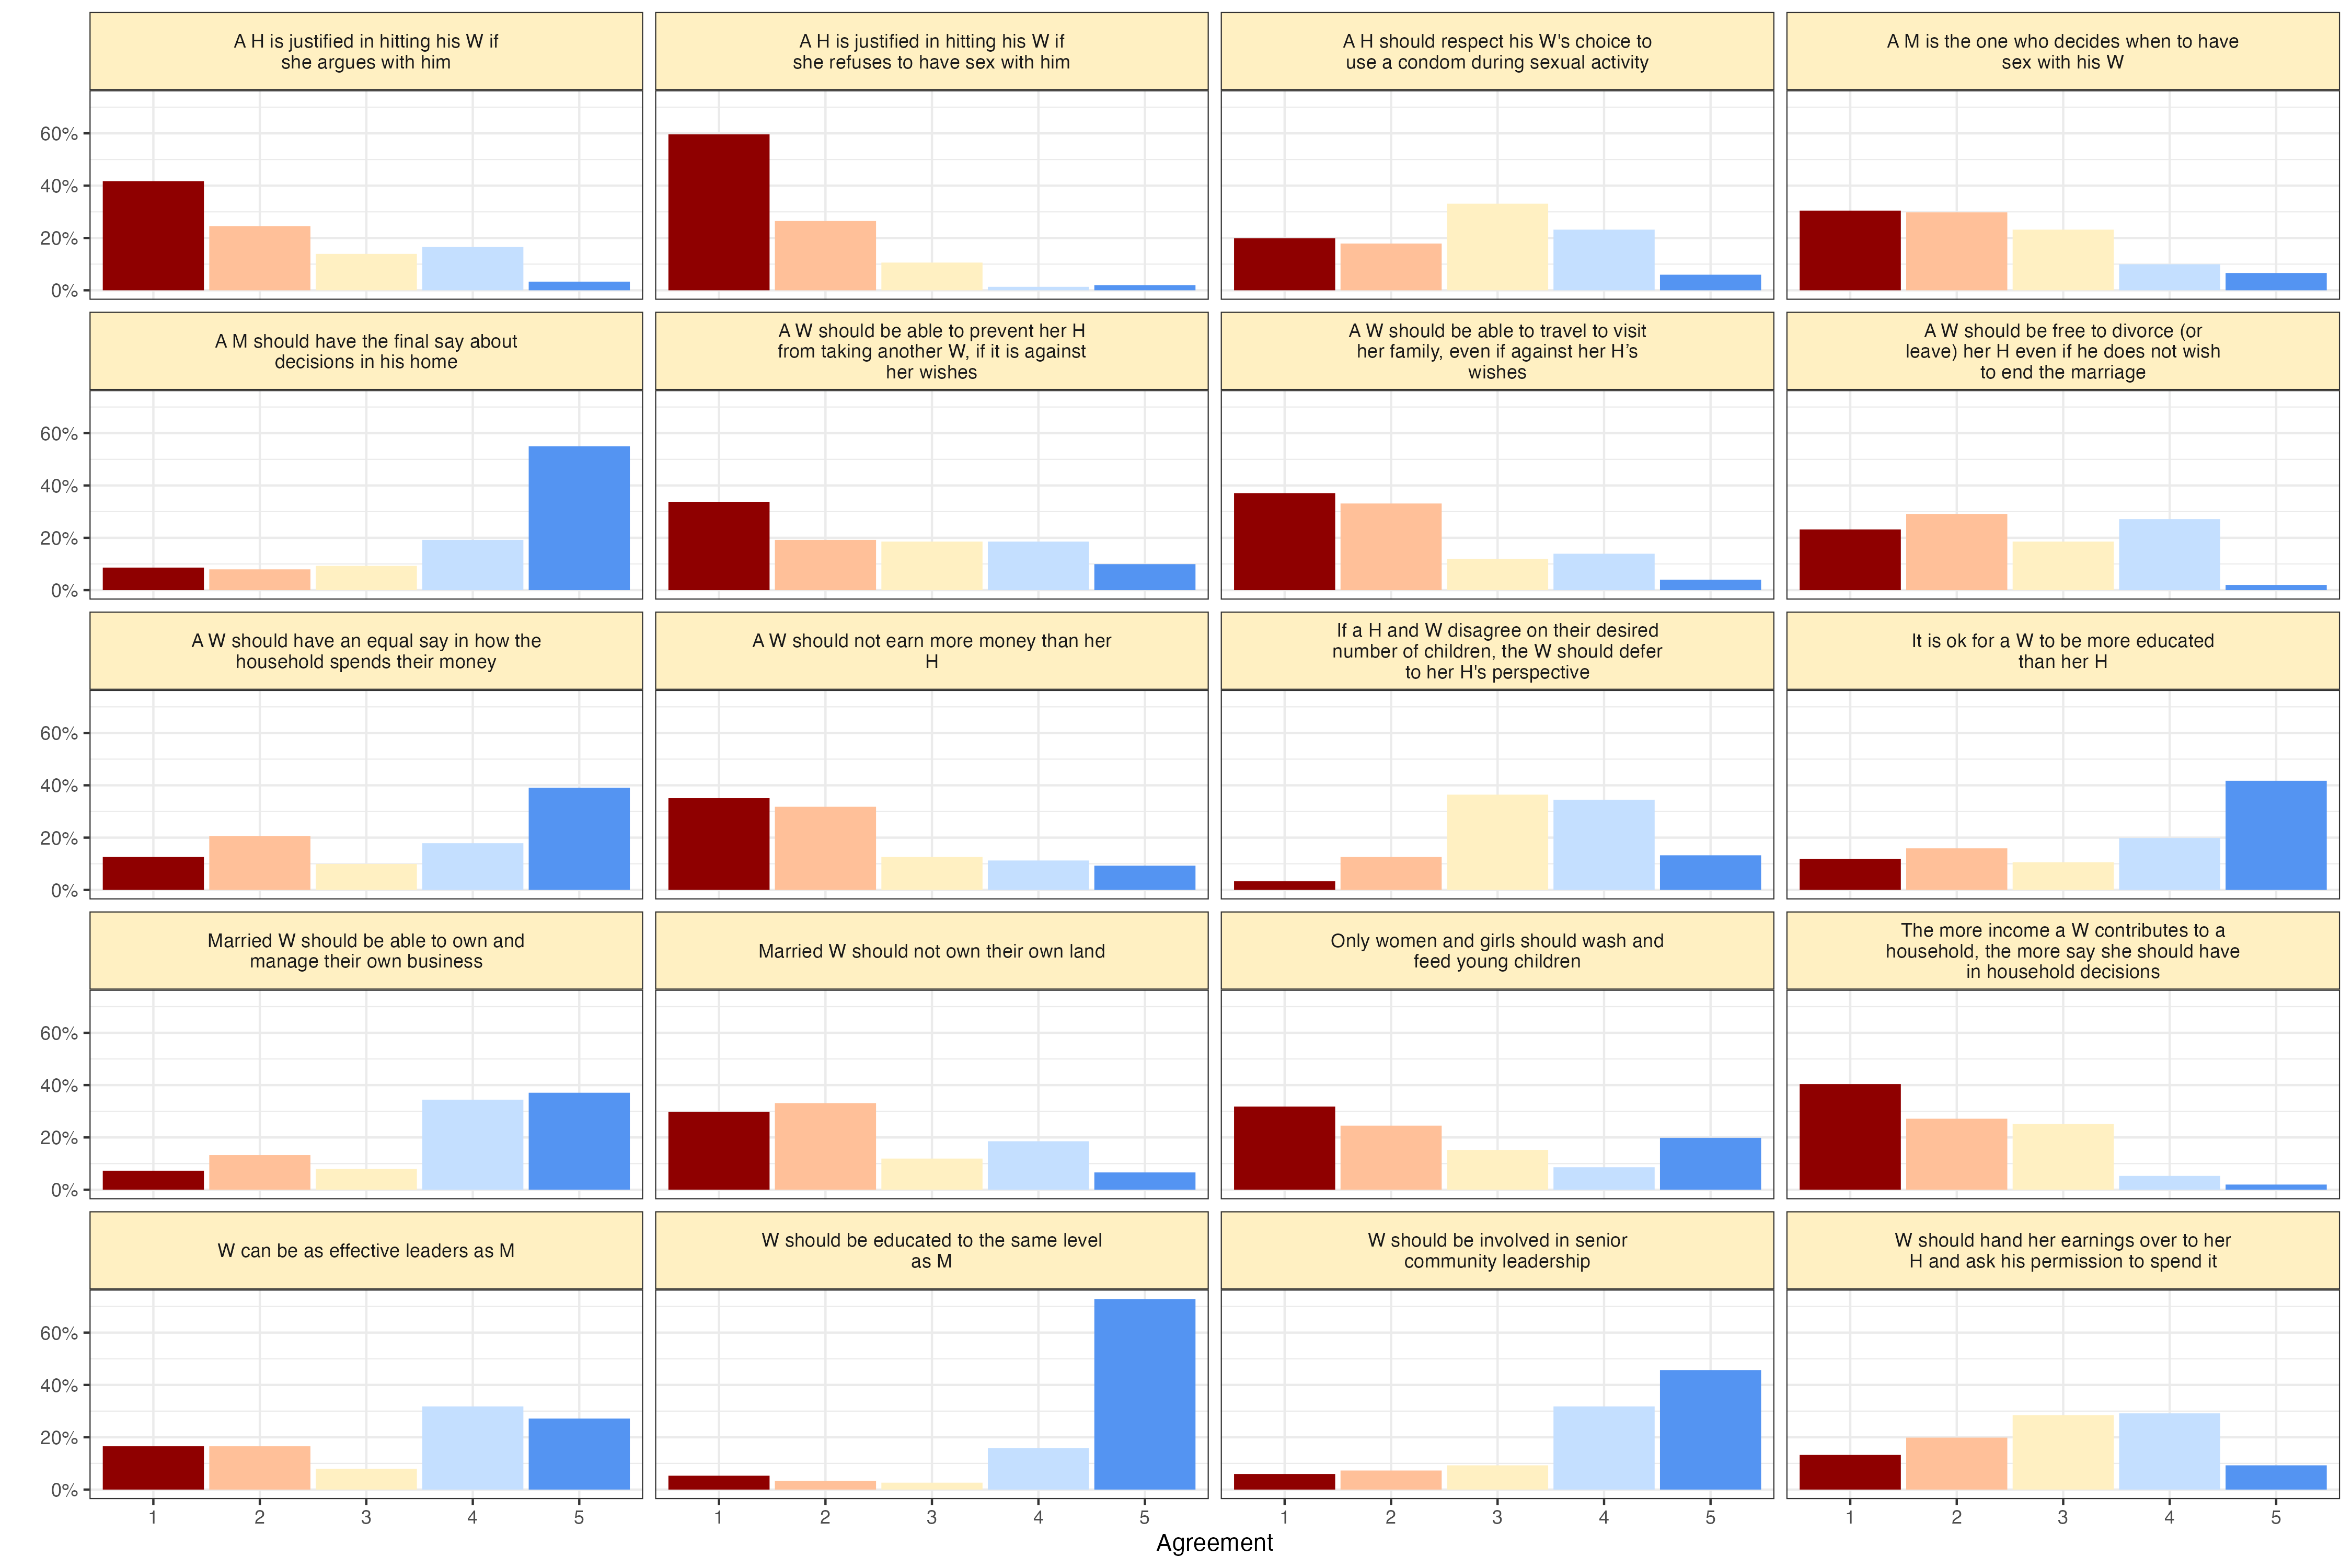 A H is justified in hitting his W if
she argues with him
A H is justified in hitting his W if
she refuses to have sex with him
A H should respect his W's choice to
use a condom during sexual activity
A M is the one who decides when to have
sex with his W
60%
40%
20%
0%
A M should have the final say about
decisions in his home
A W should be able to prevent her H
from taking another W, if it is against
her wishes
A W should be able to travel to visit
her family, even if against her H’s
wishes
A W should be free to divorce (or
leave) her H even if he does not wish
to end the marriage
60%
40%
20%
0%
A W should have an equal say in how the
household spends their money
A W should not earn more money than her
H
If a H and W disagree on their desired
number of children, the W should defer
to her H's perspective
It is ok for a W to be more educated
than her H
60%
40%
20%
0%
Married W should be able to own and
manage their own business
Married W should not own their own land
Only women and girls should wash and
feed young children
The more income a W contributes to a
household, the more say she should have
in household decisions
60%
40%
20%
0%
W can be as effective leaders as M
W should be educated to the same level
as M
W should be involved in senior
community leadership
W should hand her earnings over to her
H and ask his permission to spend it
60%
40%
20%
0%
1 2 3 4 5
1 2 3 4 5
1 2 3 4 5
1 2 3 4 5
Agreement